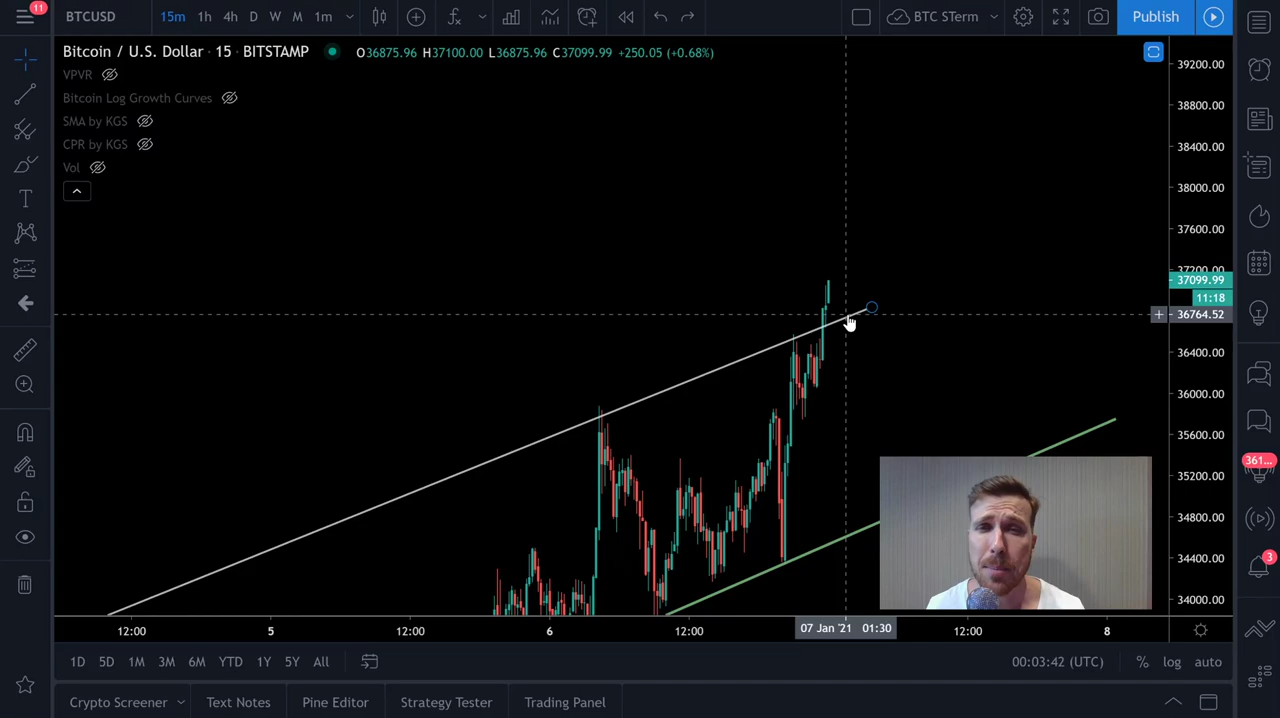 11
BTCUSD 15m 1h 4h D W M 1m BTC STerm Publish
Bitcoin / U.S. Dollar · 15 · BITSTAMP O36875.96 H37100.00 L36875.96 C37099.99 +250.05 (+0.68%)
VPVR
Bitcoin Log Growth Curves
SMA by KGS
CPR by KGS
Vol
39200.00
38800.00
38400.00
38000.00
37600.00
37200.00
37099.99
11:18
36764.52
36400.00
36000.00
35600.00
35200.00
34800.00
34400.00
34000.00
361...
3
12:00 5 12:00 6 12:00 07 Jan '21 01:30 12:00 8
1D 5D 1M 3M 6M YTD 1Y 5Y All 00:03:42 (UTC) % log auto
Crypto Screener Text Notes Pine Editor Strategy Tester Trading Panel